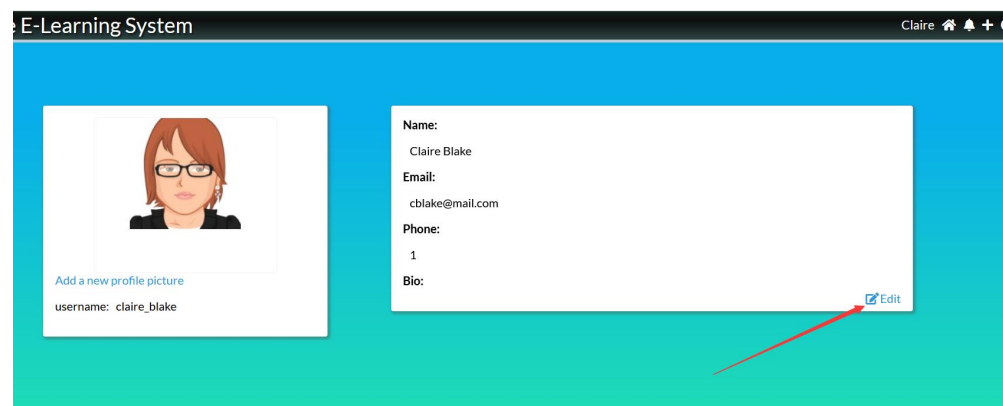 E-Learning System
Claire
Add a new profile picture
username: claire_blake
Name:
Claire Blake
Email:
cblake@mail.com
Phone:
1
Bio:
Edit